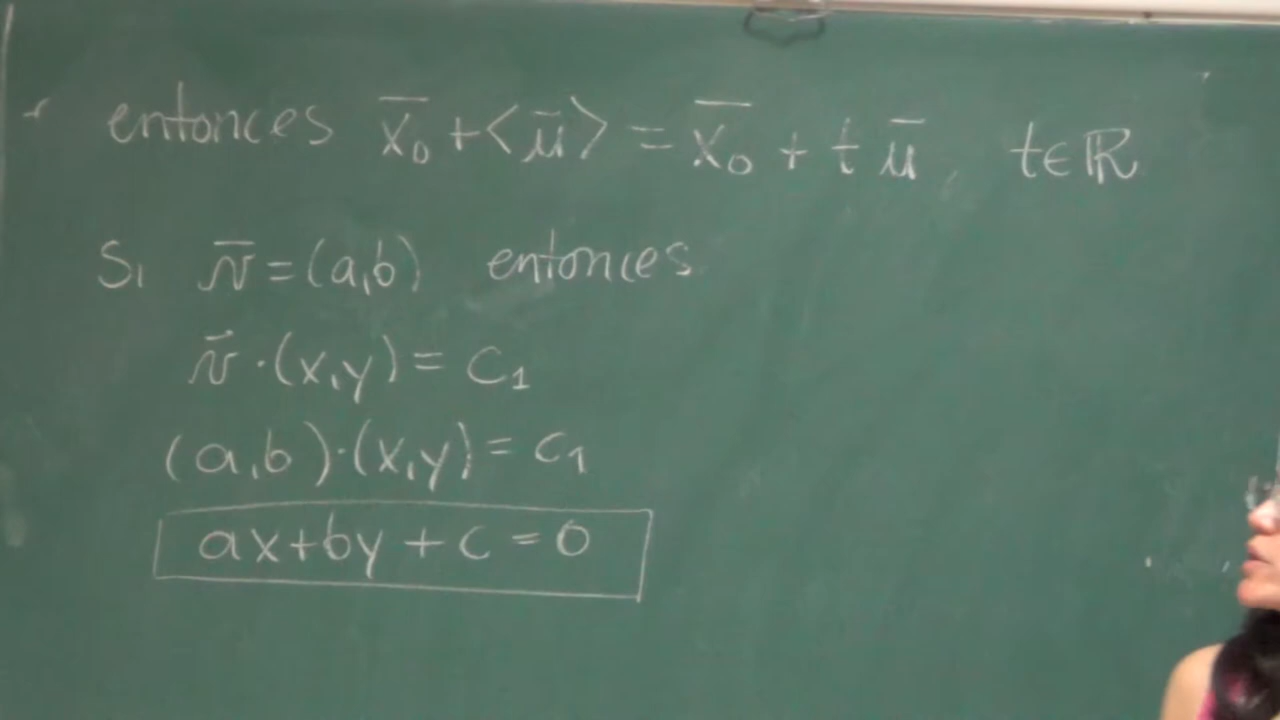 entonces x̄₀ + <ū> = x̄₀ + t ū, t∈ℝ
Si n̄ = (a,b) entonces
n̄ · (x,y) = c₁
(a,b) · (x,y) = c₁
ax + by + c = 0